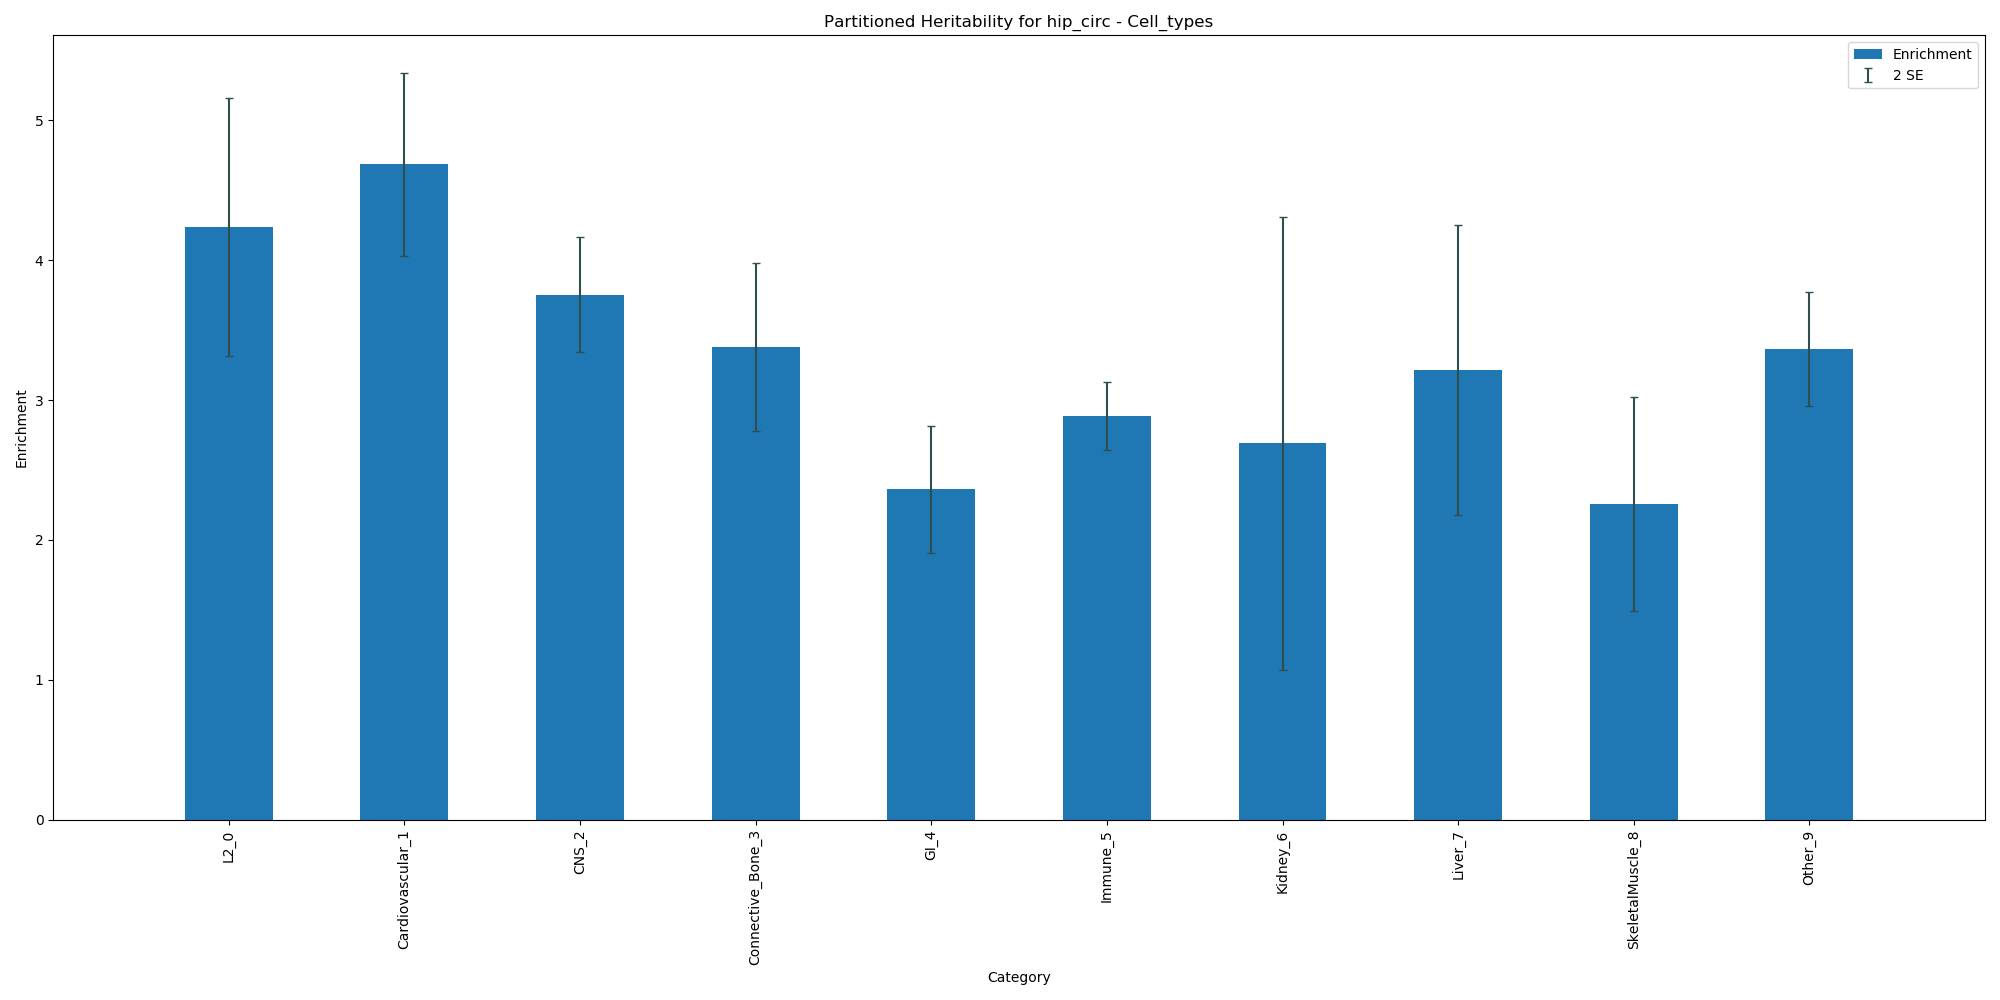 Partitioned Heritability for hip_circ - Cell_types
Enrichment
2 SE
5
4
3
2
1
0
Enrichment
L2_0
Cardiovascular_1
CNS_2
Connective_Bone_3
GI_4
Immune_5
Kidney_6
Liver_7
SkeletalMuscle_8
Other_9
Category